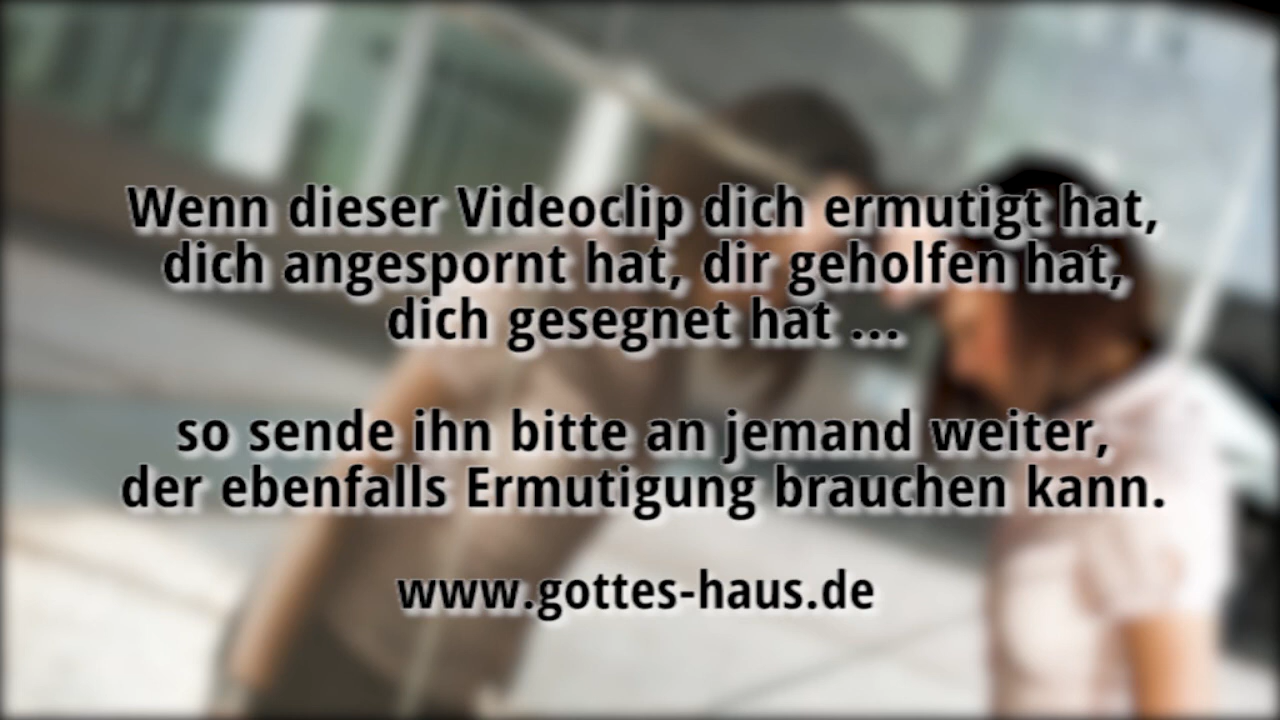 Wenn dieser Videoclip dich ermutigt hat,
dich angespornt hat, dir geholfen hat,
dich gesegnet hat ...
so sende ihn bitte an jemand weiter,
der ebenfalls Ermutigung brauchen kann.
www.gottes-haus.de